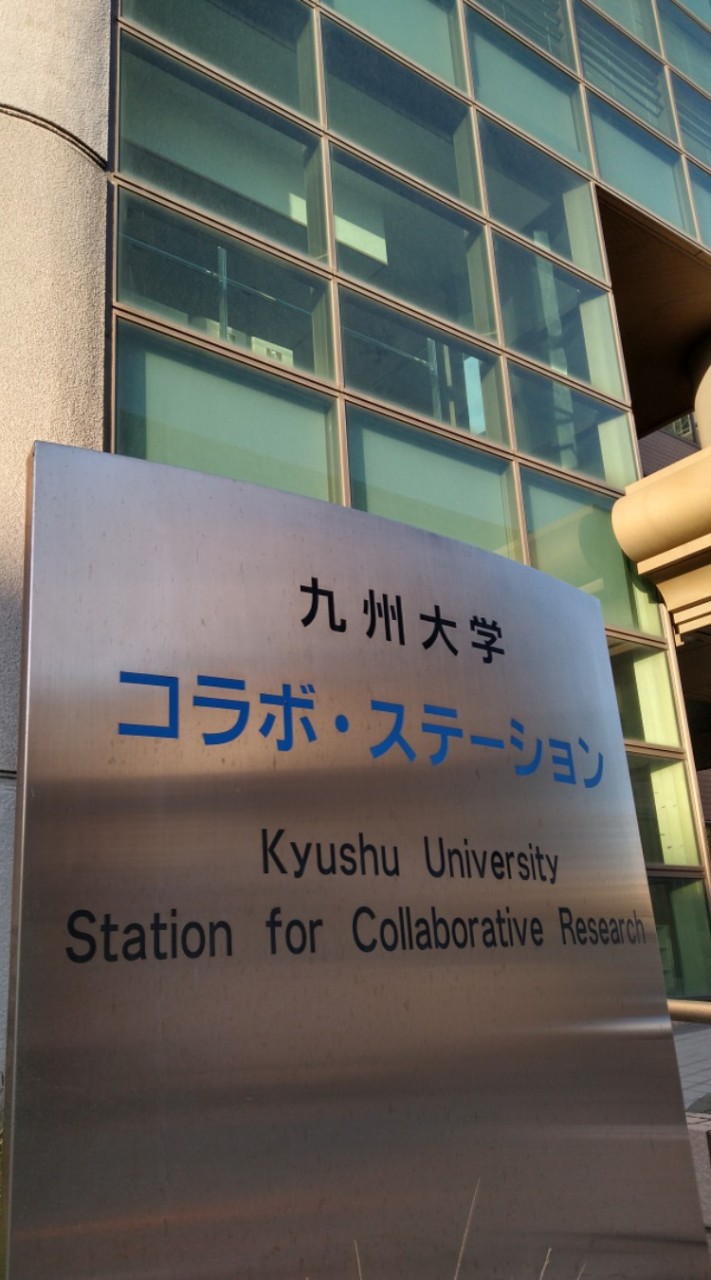 九州大学
コラボ・ステーション
Kyushu University
Station for Collaborative Research